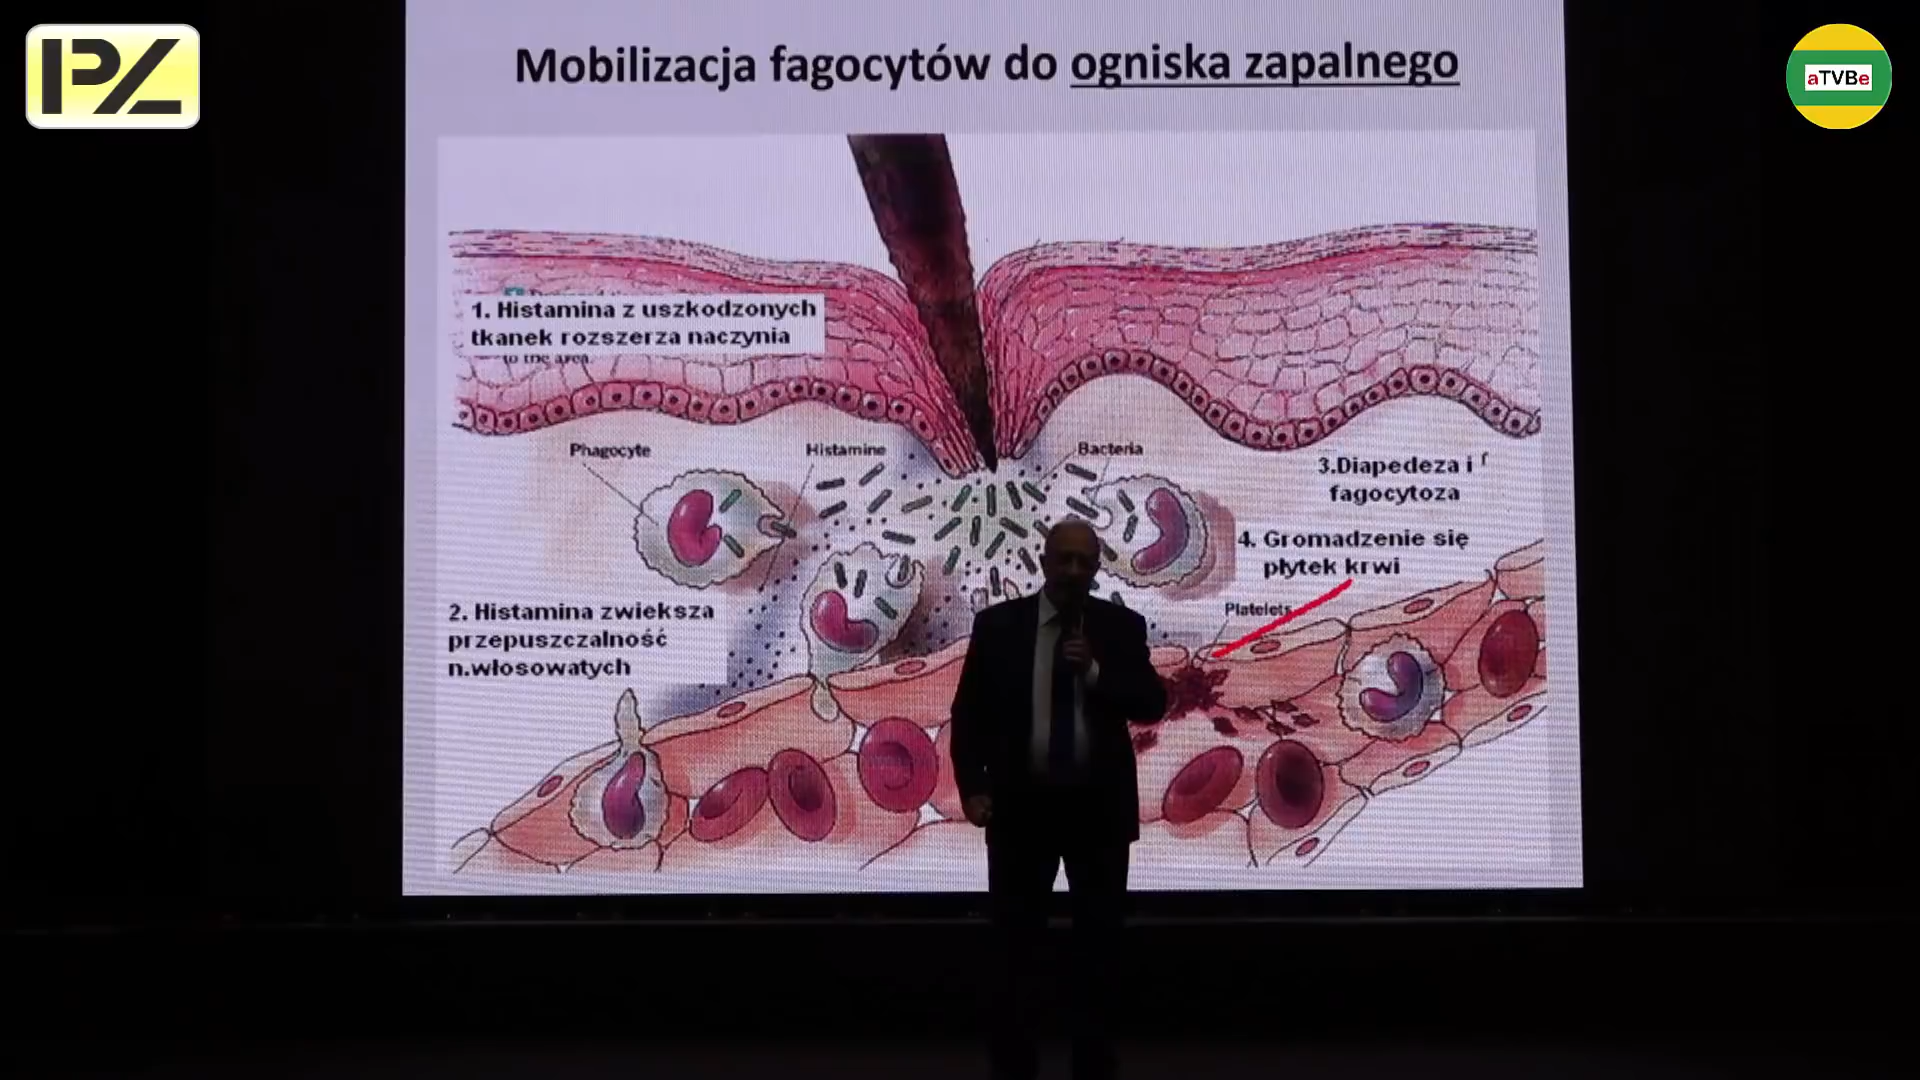 PZ
aTVBe
Mobilizacja fagocytów do ogniska zapalnego
1. Histamina z uszkodzonych
tkanek rozszerza naczynia
to the area.
Phagocyte
Histamine
Bacteria
3.Diapedeza i f
fagocytoza
4. Gromadzenie się
płytek krwi
Platelets
2. Histamina zwieksza
przepuszczalność
n.włosowatych